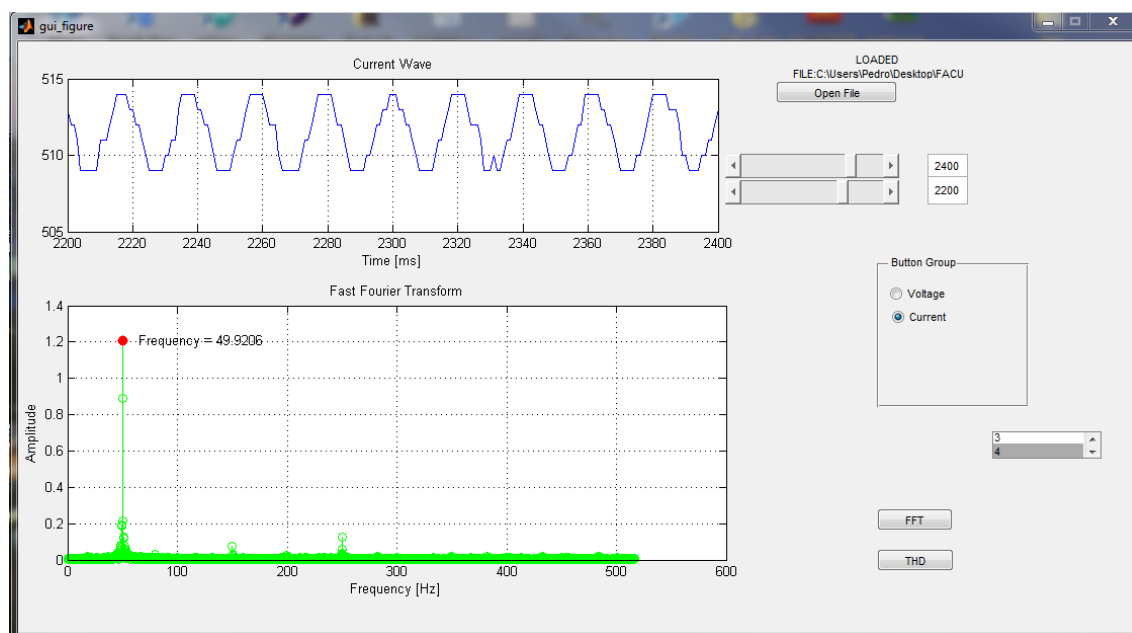 gui_figure
Current Wave
515
510
505
2200 2220 2240 2260 2280 2300 2320 2340 2360 2380 2400
Time [ms]
LOADED
FILE:C:\Users\Pedro\Desktop\FACU
Open File
2400
2200
Button Group
Voltage
Current
Fast Fourier Transform
1.4
1.2
1
0.8
0.6
0.4
0.2
0
Frequency = 49.9206
Amplitude
0 100 200 300 400 500 600
Frequency [Hz]
3
4
FFT
THD